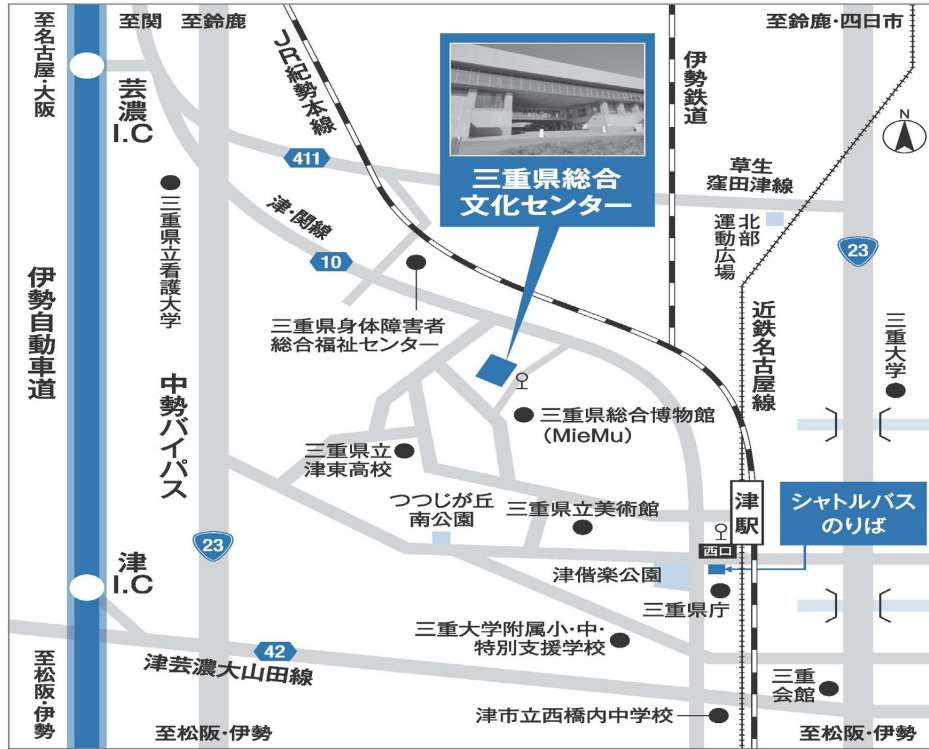 至名古屋・大阪
至関
至鈴鹿
至鈴鹿・四日市
芸濃
I.C
JR紀勢本線
伊勢鉄道
N
411
三重県総合
文化センター
草生
窪田津線
北部
運動広場
23
三重県立看護大学
津・関線
10
伊勢自動車道
三重県身体障害者
総合福祉センター
近鉄名古屋線
三重大学
中勢バイパス
三重県総合博物館
(MieMu)
三重県立
津東高校
つつじが丘
南公園
三重県立美術館
津駅
シャトルバス
のりば
西口
23
津
I.C
津偕楽公園
三重県庁
三重大学附属小・中・
特別支援学校
42
津芸濃大山田線
三重
会館
津市立西橋内中学校
至松阪・伊勢
至松阪・伊勢
至松阪・伊勢